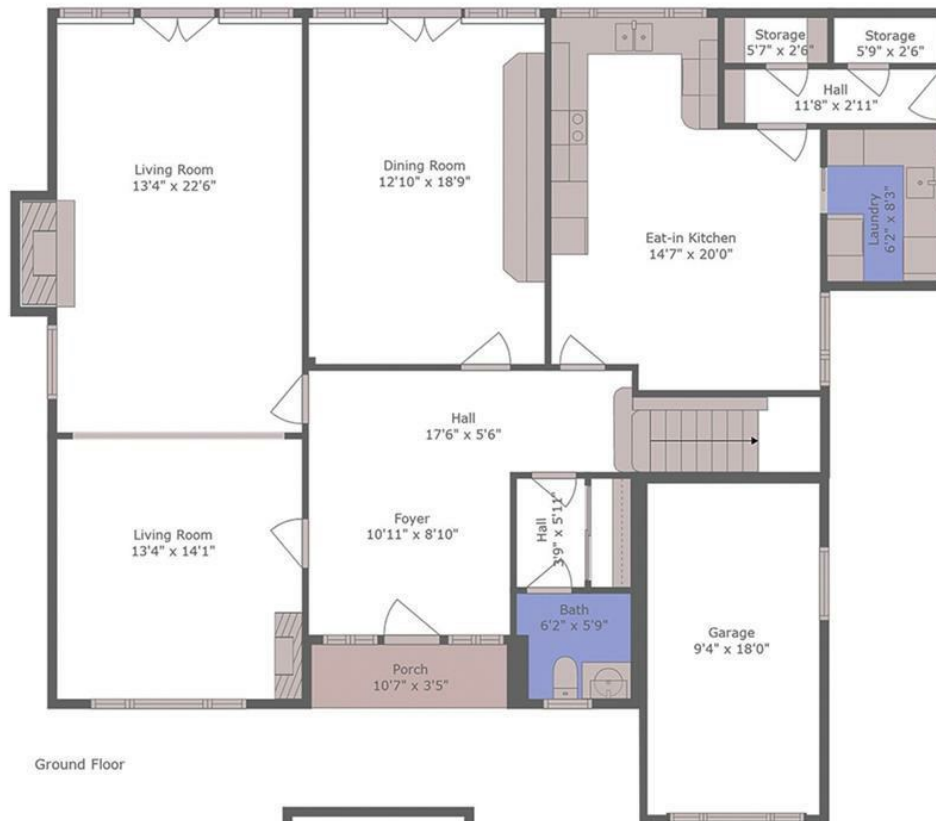 Storage
5'7" x 2'6"
Storage
5'9" x 2'6"
Hall
11'8" x 2'11"
Living Room
13'4" x 22'6"
Dining Room
12'10" x 18'9"
Eat-in Kitchen
14'7" x 20'0"
Laundry
6'2" x 8'3"
Hall
17'6" x 5'6"
Living Room
13'4" x 14'1"
Foyer
10'11" x 8'10"
Hall
3'9" x 5'11"
Bath
6'2" x 5'9"
Garage
9'4" x 18'0"
Porch
10'7" x 3'5"
Ground Floor